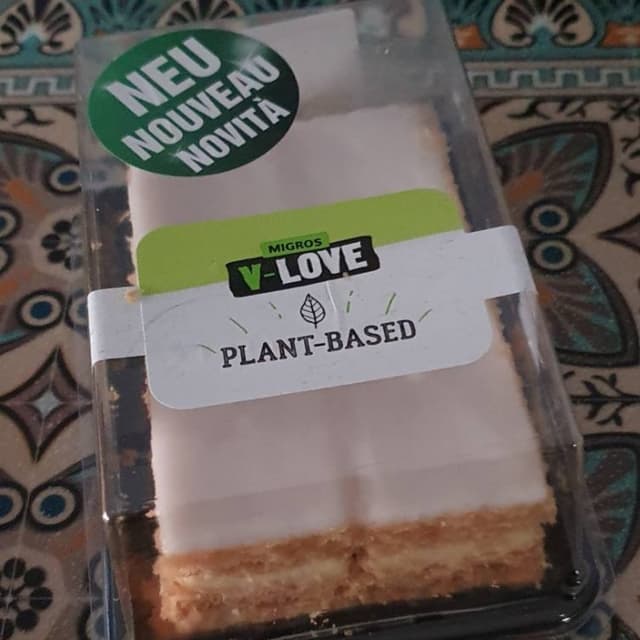 NEU
NOUVEAU
NOVITÀ
MIGROS
V-LOVE
PLANT-BASED